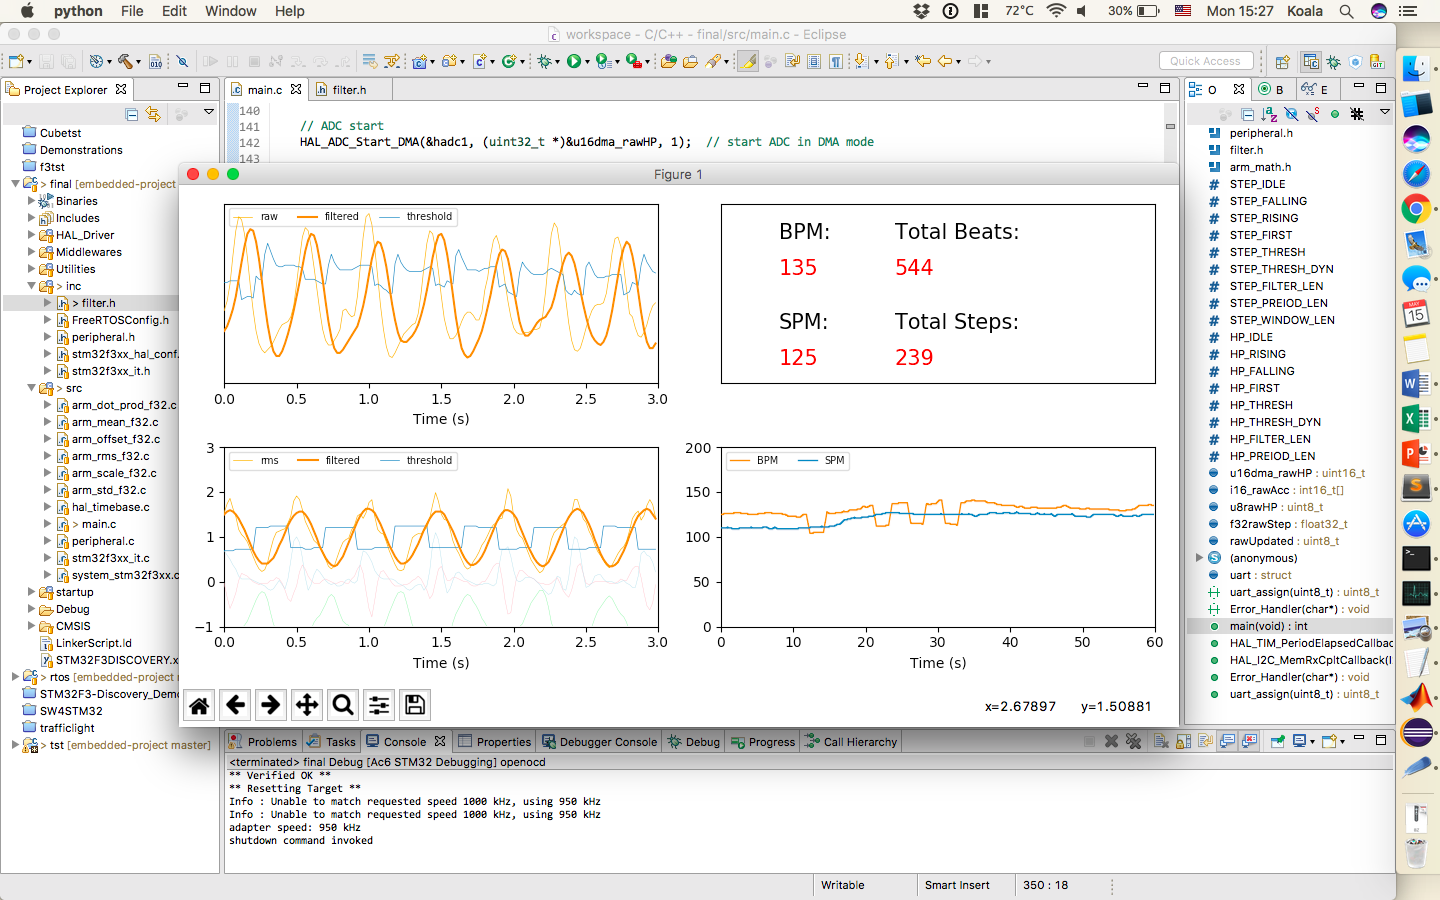 python File Edit Window Help 72°C 30% Mon 15:27 Koala
workspace - C/C++ - final/src/main.c - Eclipse
Quick Access
Project Explorer
main.c
filter.h
O
B
E
Cubetst
Demonstrations
f3tst
> final [embedded-project
Binaries
Includes
HAL_Driver
Middlewares
Utilities
> inc
> filter.h
FreeRTOSConfig.h
peripheral.h
stm32f3xx_hal_conf.
stm32f3xx_it.h
> src
arm_dot_prod_f32.c
arm_mean_f32.c
arm_offset_f32.c
arm_rms_f32.c
arm_scale_f32.c
arm_std_f32.c
hal_timebase.c
> main.c
peripheral.c
stm32f3xx_it.c
system_stm32f3xx.c
startup
Debug
CMSIS
LinkerScript.ld
STM32F3DISCOVERY.x
> rtos [embedded-project
STM32F3-Discovery_Demo
SW4STM32
trafficlight
> tst [embedded-project master]
140
141 // ADC start
142 HAL_ADC_Start_DMA(&hadc1, (uint32_t *)&u16dma_rawHP, 1); // start ADC in DMA mode
143
Figure 1
raw filtered threshold
0.0 0.5 1.0 1.5 2.0 2.5 3.0
Time (s)
BPM: Total Beats:
135 544
SPM: Total Steps:
125 239
rms filtered threshold
3
2
1
0
−1
0.0 0.5 1.0 1.5 2.0 2.5 3.0
Time (s)
BPM SPM
200
150
100
50
0
0 10 20 30 40 50 60
Time (s)
x=2.67897 y=1.50881
peripheral.h
filter.h
arm_math.h
STEP_IDLE
STEP_FALLING
STEP_RISING
STEP_FIRST
STEP_THRESH
STEP_THRESH_DYN
STEP_FILTER_LEN
STEP_PREIOD_LEN
STEP_WINDOW_LEN
HP_IDLE
HP_RISING
HP_FALLING
HP_FIRST
HP_THRESH
HP_THRESH_DYN
HP_FILTER_LEN
HP_PREIOD_LEN
u16dma_rawHP : uint16_t
i16_rawAcc : int16_t[]
u8rawHP : uint8_t
f32rawStep : float32_t
rawUpdated : uint8_t
(anonymous)
uart : struct
uart_assign(uint8_t) : uint8_t
Error_Handler(char*) : void
main(void) : int
HAL_TIM_PeriodElapsedCallbac
HAL_I2C_MemRxCpltCallback(I
Error_Handler(char*) : void
uart_assign(uint8_t) : uint8_t
Problems Tasks Console Properties Debugger Console Debug Progress Call Hierarchy
<terminated> final Debug [Ac6 STM32 Debugging] openocd
** Verified OK **
** Resetting Target **
Info : Unable to match requested speed 1000 kHz, using 950 kHz
Info : Unable to match requested speed 1000 kHz, using 950 kHz
adapter speed: 950 kHz
shutdown command invoked
Writable Smart Insert 350 : 18
MAY
15